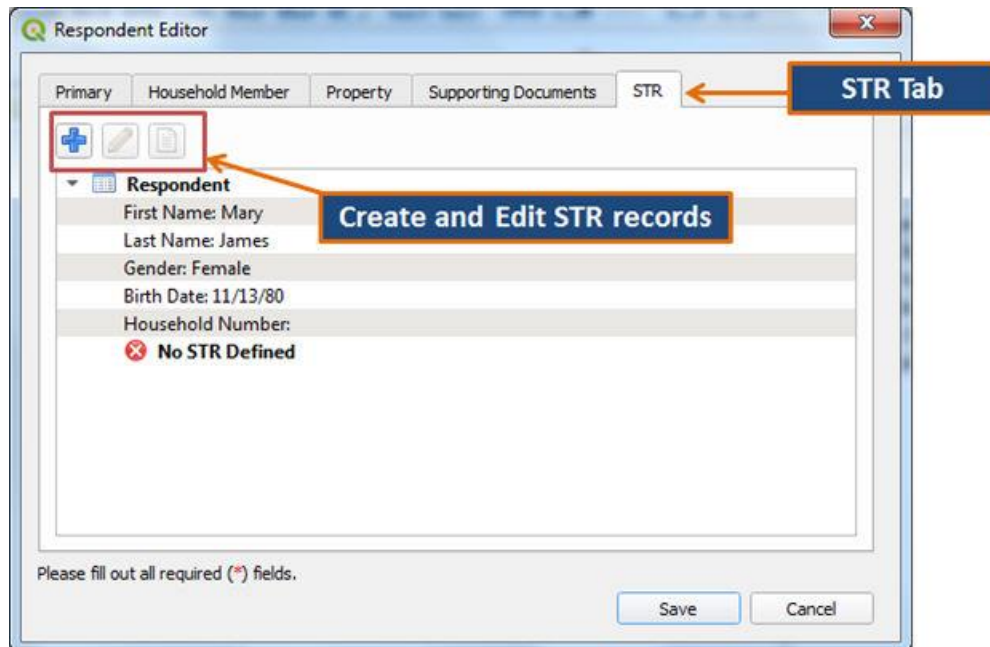 Respondent Editor
Primary Household Member Property Supporting Documents STR
STR Tab
Respondent
First Name: Mary
Create and Edit STR records
Last Name: James
Gender: Female
Birth Date: 11/13/80
Household Number:
No STR Defined
Please fill out all required (*) fields.
Save Cancel